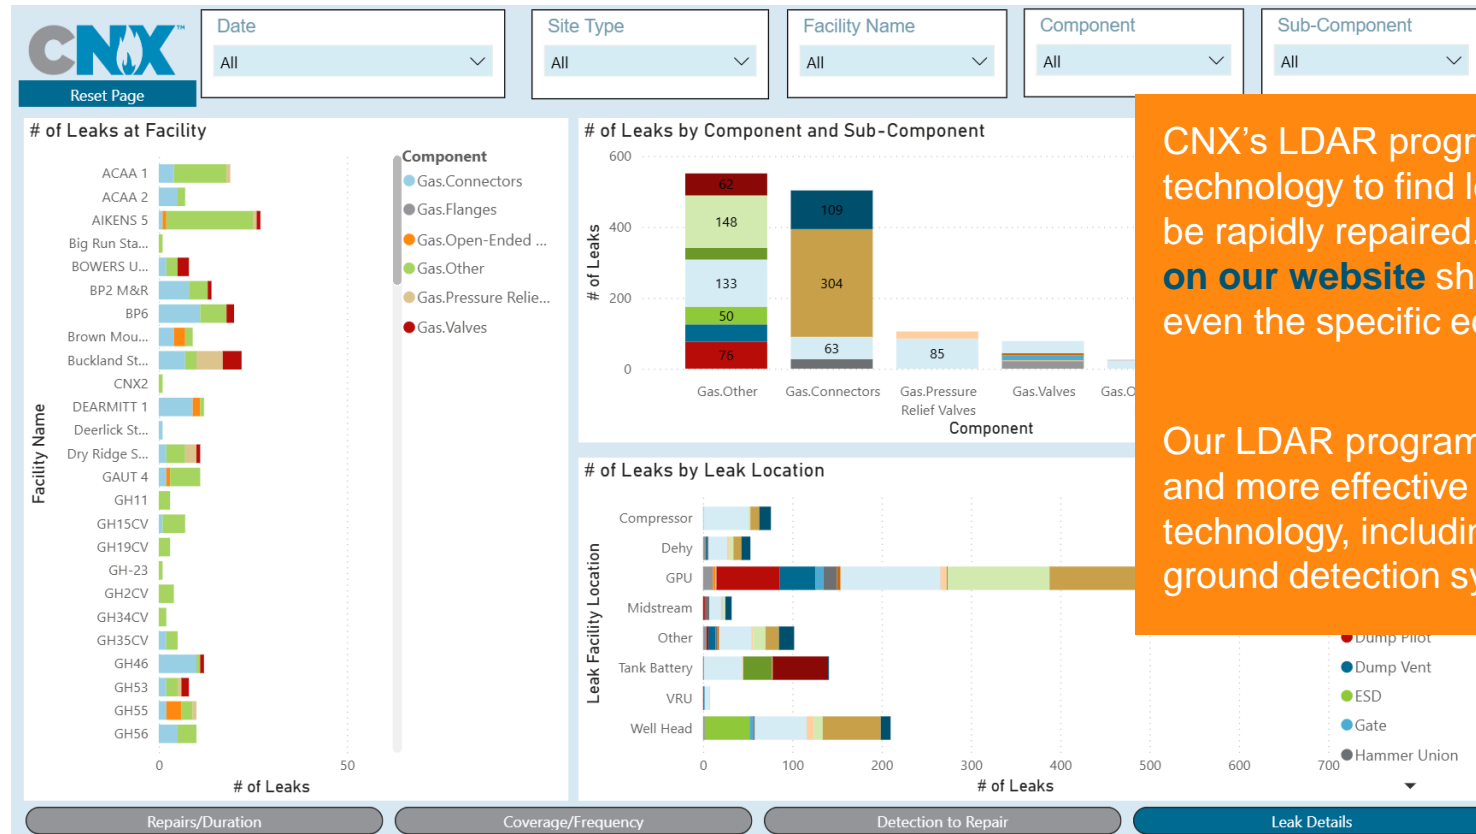 CNX
TM
Reset Page
Date
All
Site Type
All
Facility Name
All
Component
All
Sub-Component
All
# of Leaks at Facility
Facility Name
ACAA 1
ACAA 2
AIKENS 5
Big Run Sta...
BOWERS U...
BP2 M&R
BP6
Brown Mou...
Buckland St...
CNX2
DEARMITT 1
Deerlick St...
Dry Ridge S...
GAUT 4
GH11
GH15CV
GH19CV
GH-23
GH2CV
GH34CV
GH35CV
GH46
GH53
GH55
GH56
0 50
# of Leaks
Component
Gas.Connectors
Gas.Flanges
Gas.Open-Ended ...
Gas.Other
Gas.Pressure Relie...
Gas.Valves
# of Leaks by Component and Sub-Component
# of Leaks
600
400
200
0
62
148
133
50
76
109
304
63
85
Gas.Other Gas.Connectors Gas.Pressure Relief Valves Gas.Valves Gas.O
Component
# of Leaks by Leak Location
Leak Facility Location
Compressor
Dehy
GPU
Midstream
Other
Tank Battery
VRU
Well Head
0 100 200 300 400 500 600 700
# of Leaks
Dump Pilot
Dump Vent
ESD
Gate
Hammer Union
CNX's LDAR progr
technology to find l
be rapidly repaired.
on our website sh
even the specific e
Our LDAR program
and more effective
technology, includin
ground detection sy
Repairs/Duration
Coverage/Frequency
Detection to Repair
Leak Details